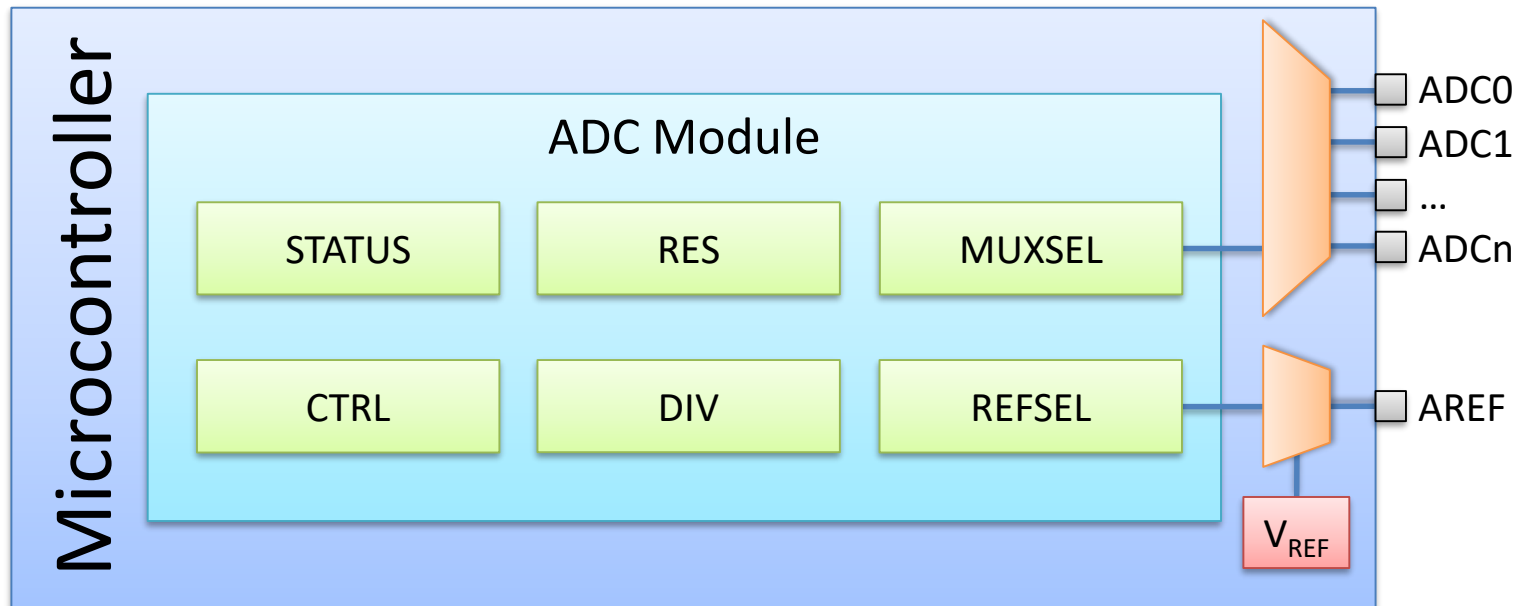 Microcontroller
ADC Module
STATUS
RES
MUXSEL
CTRL
DIV
REFSEL
ADC0
ADC1
...
ADCn
AREF
VREF